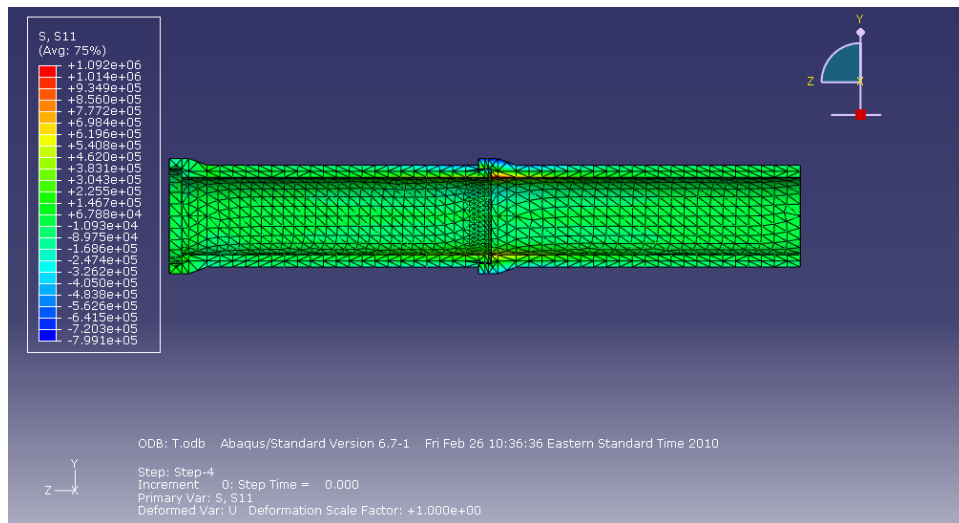 S, S11
(Avg: 75%)
+1.092e+06
+1.014e+06
+9.349e+05
+8.560e+05
+7.772e+05
+6.984e+05
+6.196e+05
+5.408e+05
+4.620e+05
+3.831e+05
+3.043e+05
+2.255e+05
+1.467e+05
+6.788e+04
-1.093e+04
-8.975e+04
-1.686e+05
-2.474e+05
-3.262e+05
-4.050e+05
-4.838e+05
-5.626e+05
-6.415e+05
-7.203e+05
-7.991e+05
Y
Z
X
ODB: T.odb Abaqus/Standard Version 6.7-1 Fri Feb 26 10:36:36 Eastern Standard Time 2010
Y
Z
X
Step: Step-4
Increment 0: Step Time = 0.000
Primary Var: S, S11
Deformed Var: U Deformation Scale Factor: +1.000e+00